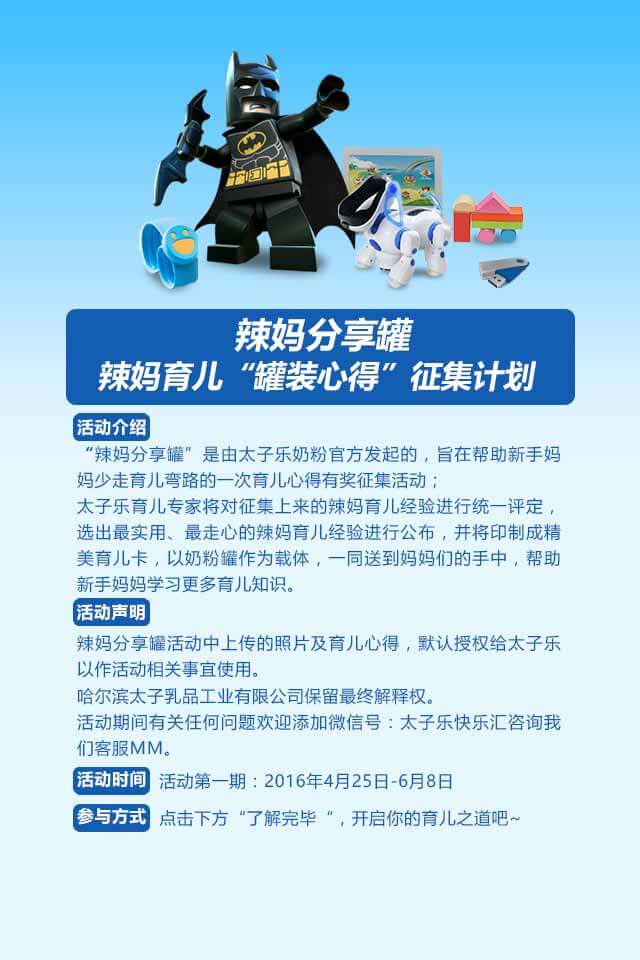 辣妈分享罐
辣妈育儿“罐装心得”征集计划
活动介绍
“辣妈分享罐”是由太子乐奶粉官方发起的，旨在帮助新手妈
妈少走育儿弯路的一次育儿心得有奖征集活动；
太子乐育儿专家将对征集上来的辣妈育儿经验进行统一评定，
选出最实用、最走心的辣妈育儿经验进行公布，并将印制成精
美育儿卡，以奶粉罐作为载体，一同送到妈妈们的手中，帮助
新手妈妈学习更多育儿知识。
活动声明
辣妈分享罐活动中上传的照片及育儿心得，默认授权给太子乐
以作活动相关事宜使用。
哈尔滨太子乳品工业有限公司保留最终解释权。
活动期间有关任何问题欢迎添加微信号：太子乐快乐汇咨询我
们客服MM。
活动时间 活动第一期：2016年4月25日-6月8日
参与方式 点击下方“了解完毕“，开启你的育儿之道吧~